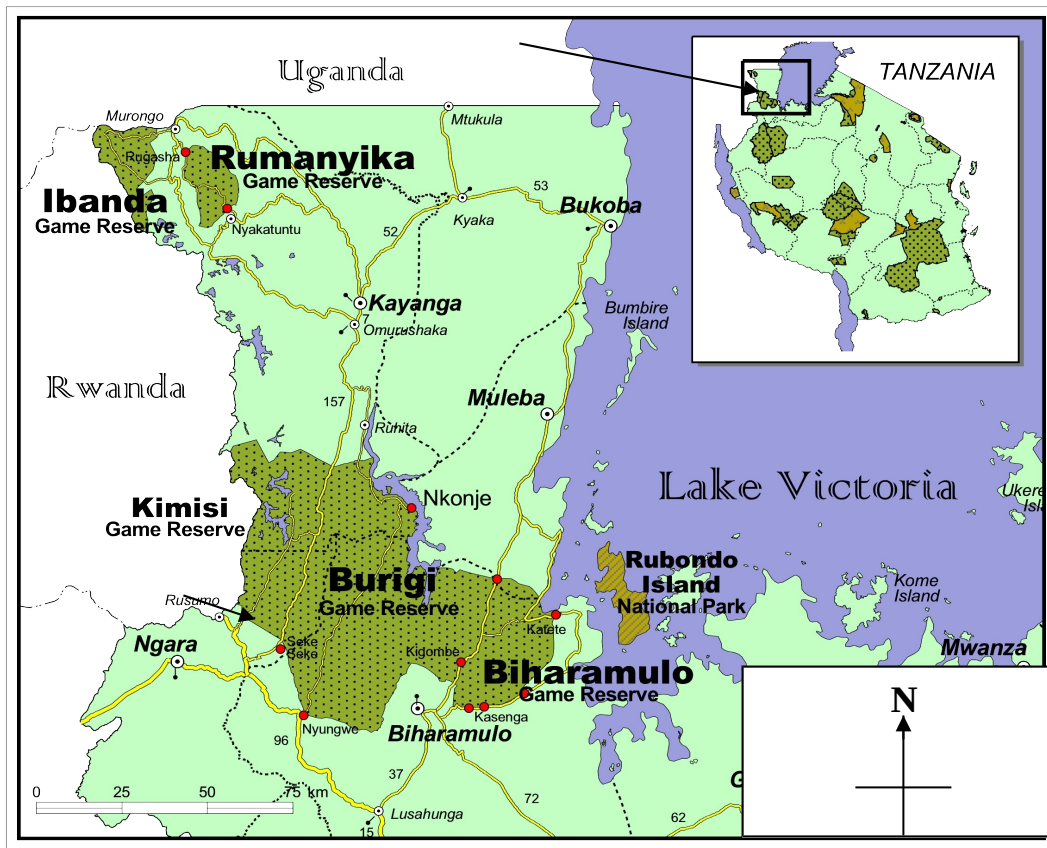 Uganda
TANZANIA
Murongo
Mtukula
Rugasha
Rumanyika
Game Reserve
Ibanda
Game Reserve
53
Bukoba
Kyaka
Nyakatuntu
52
Kayanga
7
Omurushaka
Bumbire
Island
Rwanda
157
Muleba
Ruhita
Lake Victoria
Nkonje
Kimisi
Game Reserve
Ukere
Isl
Rubondo
Island
National Park
Burigi
Game Reserve
Kome
Island
Rusumo
Katete
Ngara
Seke
Seke
Kigombe
Mwanza
Biharamulo
Game Reserve
N
Kasenga
Nyungwe
Biharamulo
96
37
72
G
0 25 50 75 km
Lusahunga
62
15